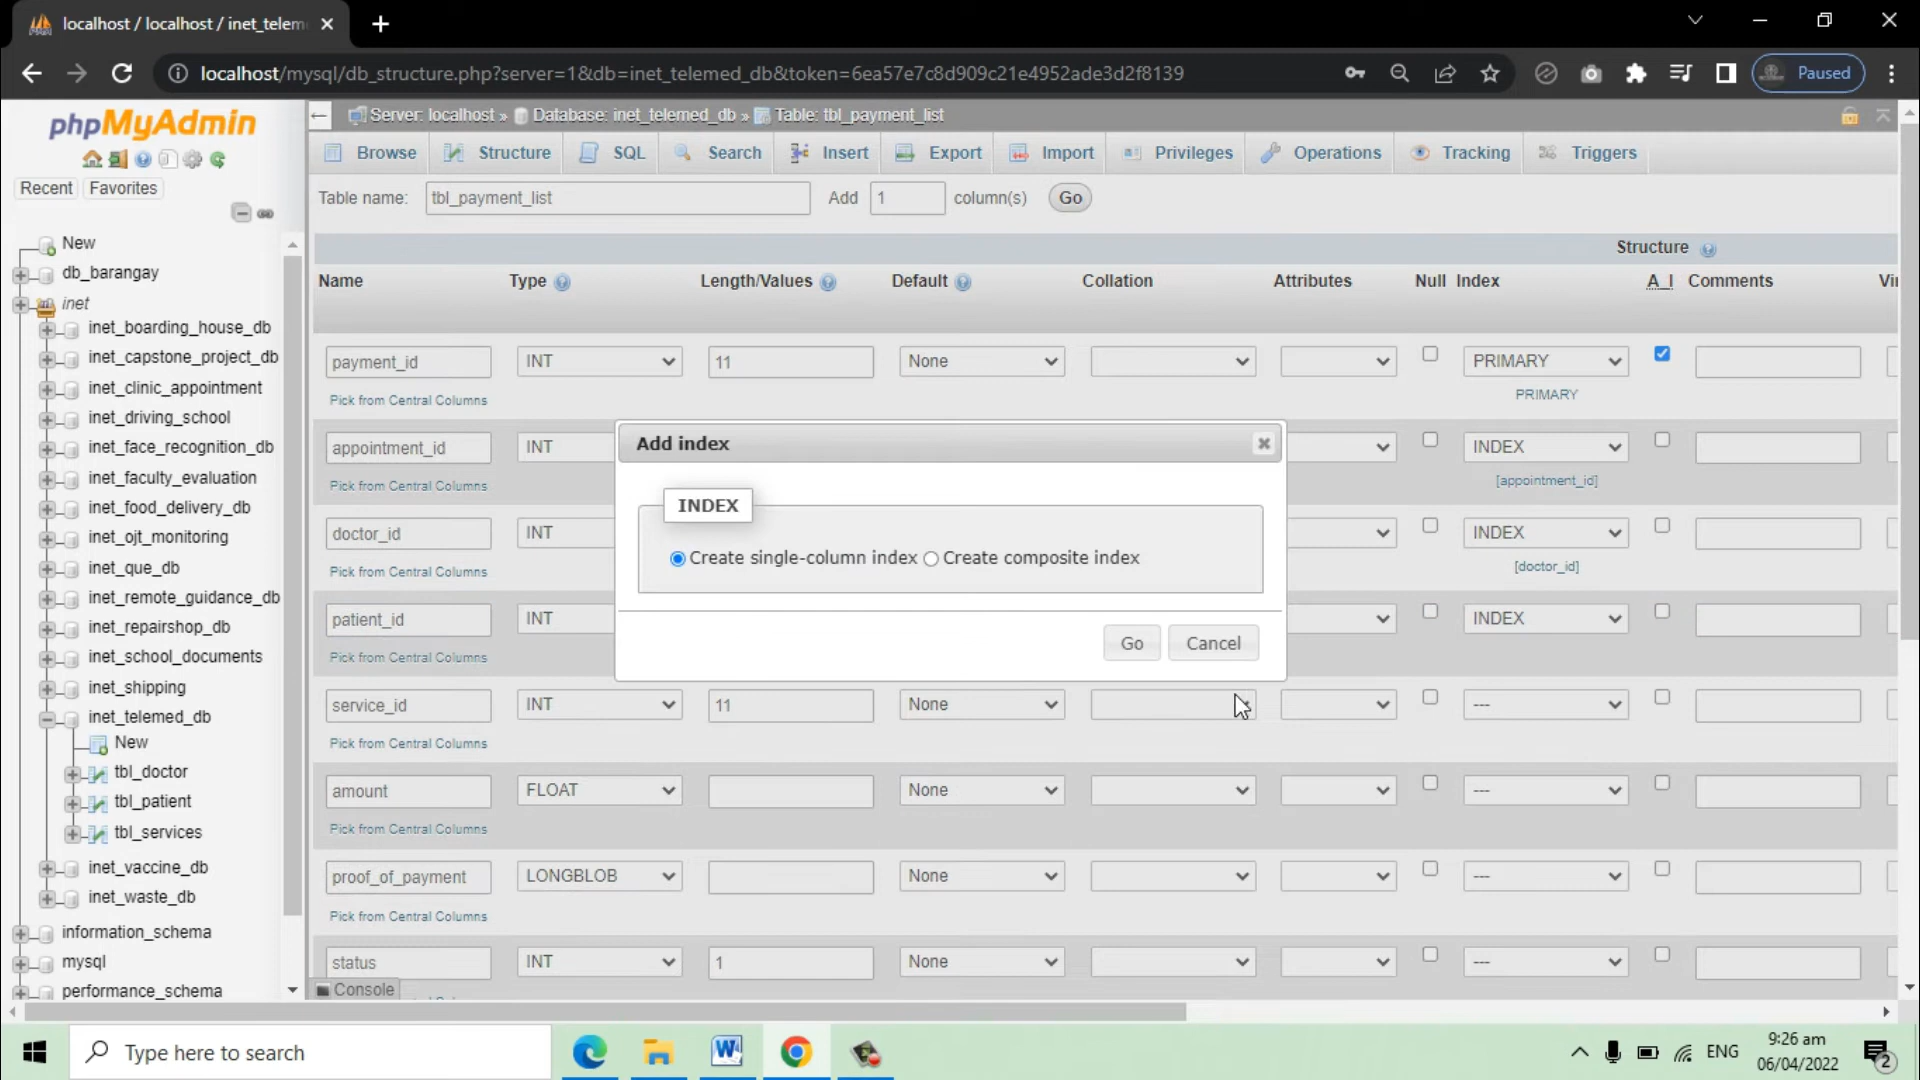 localhost / localhost / inet_telem
localhost/mysql/db_structure.php?server=1&db=inet_telemed_db&token=6ea57e7c8d909c21e4952ade3d2f8139
Paused
phpMyAdmin
Recent Favorites
New
db_barangay
inet
inet_boarding_house_db
inet_capstone_project_db
inet_clinic_appointment
inet_driving_school
inet_face_recognition_db
inet_faculty_evaluation
inet_food_delivery_db
inet_ojt_monitoring
inet_que_db
inet_remote_guidance_db
inet_repairshop_db
inet_school_documents
inet_shipping
inet_telemed_db
New
tbl_doctor
tbl_patient
tbl_services
inet_vaccine_db
inet_waste_db
information_schema
mysql
performance_schema
Server: localhost » Database: inet_telemed_db » Table: tbl_payment_list
Browse Structure SQL Search Insert Export Import Privileges Operations Tracking Triggers
Table name: tbl_payment_list Add 1 column(s) Go
Structure
Name Type Length/Values Default Collation Attributes Null Index A_I Comments Vir
payment_id INT 11 None PRIMARY
Pick from Central Columns PRIMARY
appointment_id INT INDEX
Pick from Central Columns [appointment_id]
doctor_id INT INDEX
Pick from Central Columns [doctor_id]
patient_id INT INDEX
Pick from Central Columns
Add index
INDEX
Create single-column index Create composite index
Go Cancel
service_id INT 11 None ---
Pick from Central Columns
amount FLOAT None ---
Pick from Central Columns
proof_of_payment LONGBLOB None ---
Pick from Central Columns
status INT 1 None ---
Console
Type here to search
ENG
9:26 am
06/04/2022
2